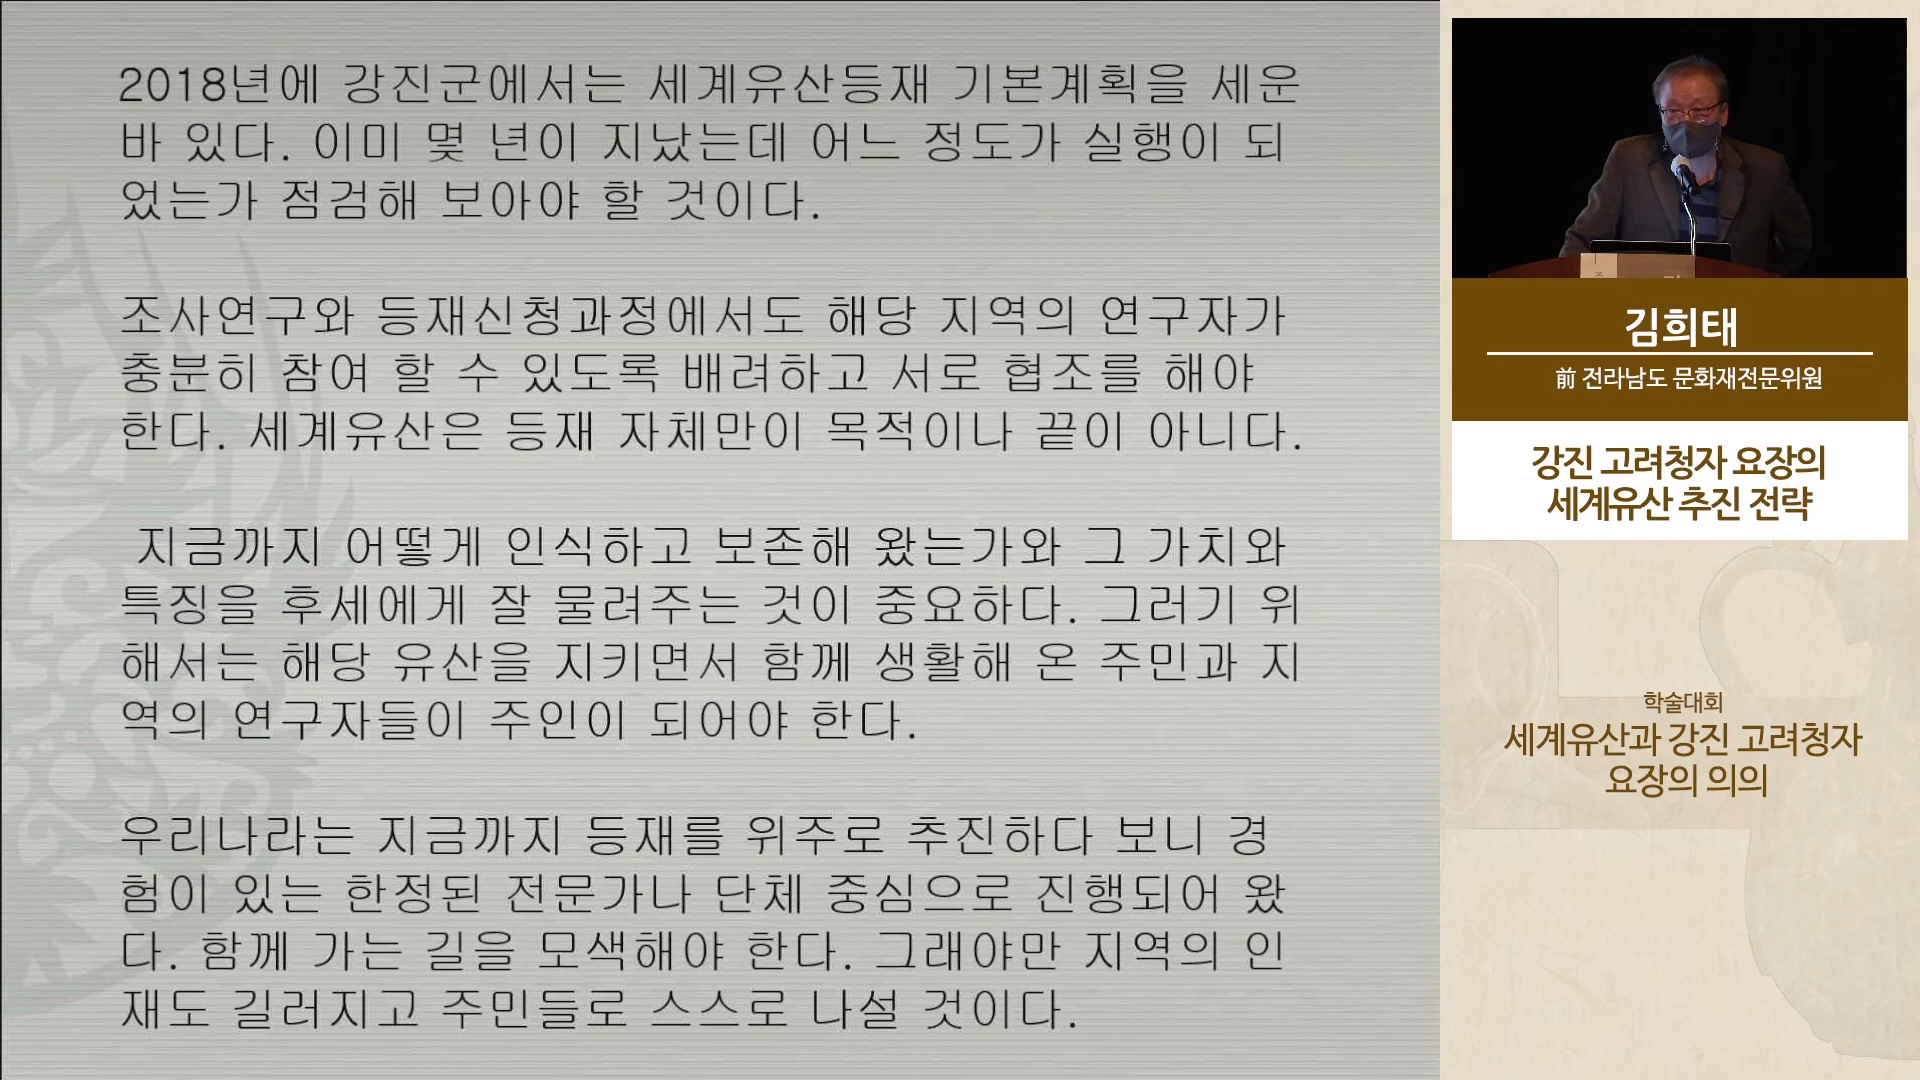 2018년에 강진군에서는 세계유산등재 기본계획을 세운
바 있다. 이미 몇 년이 지났는데 어느 정도가 실행이 되
었는가 점검해 보아야 할 것이다.
조사연구와 등재신청과정에서도 해당 지역의 연구자가
충분히 참여 할 수 있도록 배려하고 서로 협조를 해야
한다. 세계유산은 등재 자체만이 목적이나 끝이 아니다.
지금까지 어떻게 인식하고 보존해 왔는가와 그 가치와
특징을 후세에게 잘 물려주는 것이 중요하다. 그러기 위
해서는 해당 유산을 지키면서 함께 생활해 온 주민과 지
역의 연구자들이 주인이 되어야 한다.
우리나라는 지금까지 등재를 위주로 추진하다 보니 경
험이 있는 한정된 전문가나 단체 중심으로 진행되어 왔
다. 함께 가는 길을 모색해야 한다. 그래야만 지역의 인
재도 길러지고 주민들로 스스로 나설 것이다.
김희태
前 전라남도 문화재전문위원
강진 고려청자 요장의
세계유산 추진 전략
학술대회
세계유산과 강진 고려청자
요장의 의의